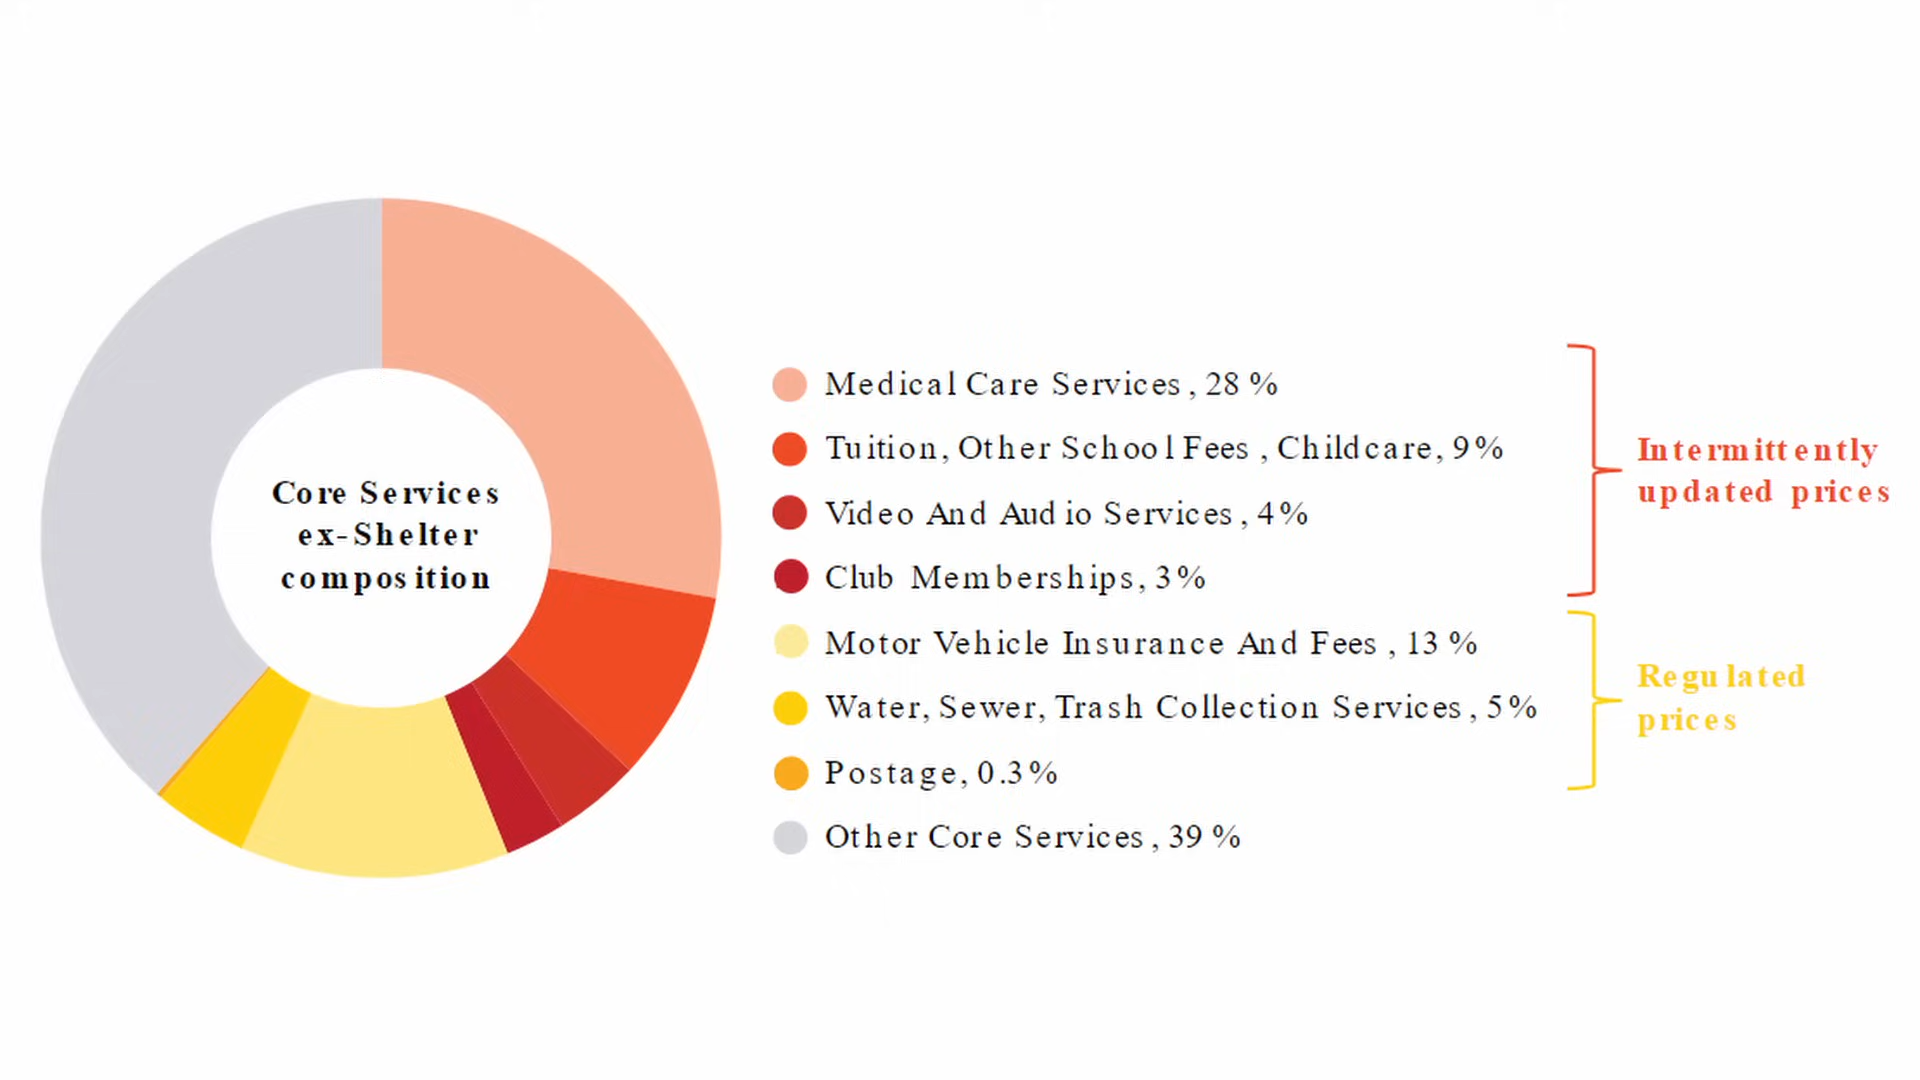 Core Services
ex-Shelter
composition
Medical Care Services, 28%
Tuition, Other School Fees, Childcare, 9%
Video And Audio Services, 4%
Club Memberships, 3%
Motor Vehicle Insurance And Fees, 13%
Water, Sewer, Trash Collection Services, 5%
Postage, 0.3%
Other Core Services, 39%
Intermittently
updated prices
Regulated
prices